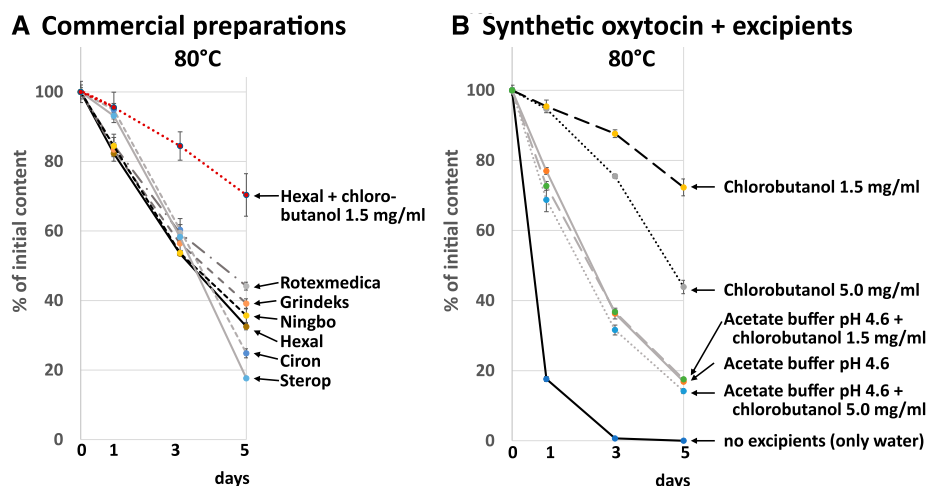 A Commercial preparations
80°C
% of initial content
100
80
60
40
20
0
0 1 3 5
days
Hexal + chloro-
butanol 1.5 mg/ml
Rotexmedica
Grindeks
Ningbo
Hexal
Ciron
Sterop
B Synthetic oxytocin + excipients
80°C
% of initial content
100
80
60
40
20
0
0 1 3 5
days
Chlorobutanol 1.5 mg/ml
Chlorobutanol 5.0 mg/ml
Acetate buffer pH 4.6 +
chlorobutanol 1.5 mg/ml
Acetate buffer pH 4.6
Acetate buffer pH 4.6 +
chlorobutanol 5.0 mg/ml
no excipients (only water)